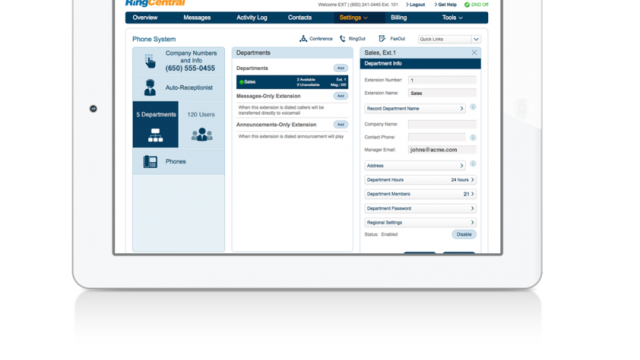 RingCentral
Welcome EXT | (650) 241-0449 Ext. 101 Logout Get Help DND Off
Overview Messages Activity Log Contacts Settings Billing Tools
Phone System Conference RingOut FaxOut Quick Links
Company Numbers
and Info
(650) 555-0455
Auto-Receptionist
5 Departments 120 Users
Phones
Departments
Departments Add
Sales 2 Available Ext. 1
Messages-Only Extension Add
When this extension is dialed callers will be
transferred directly to voicemail
Announcements-Only Extension Add
When this extension is dialed announcement will play
Sales, Ext.1
Department Info
Extension Number: 1
Extension Name: Sales
Record Department Name
Company Name:
Contact Phone:
Manager Email: johns@acme.com
Address
Department Hours 24 hours
Department Members 21
Department Password
Regional Settings
Status: Enabled Disable